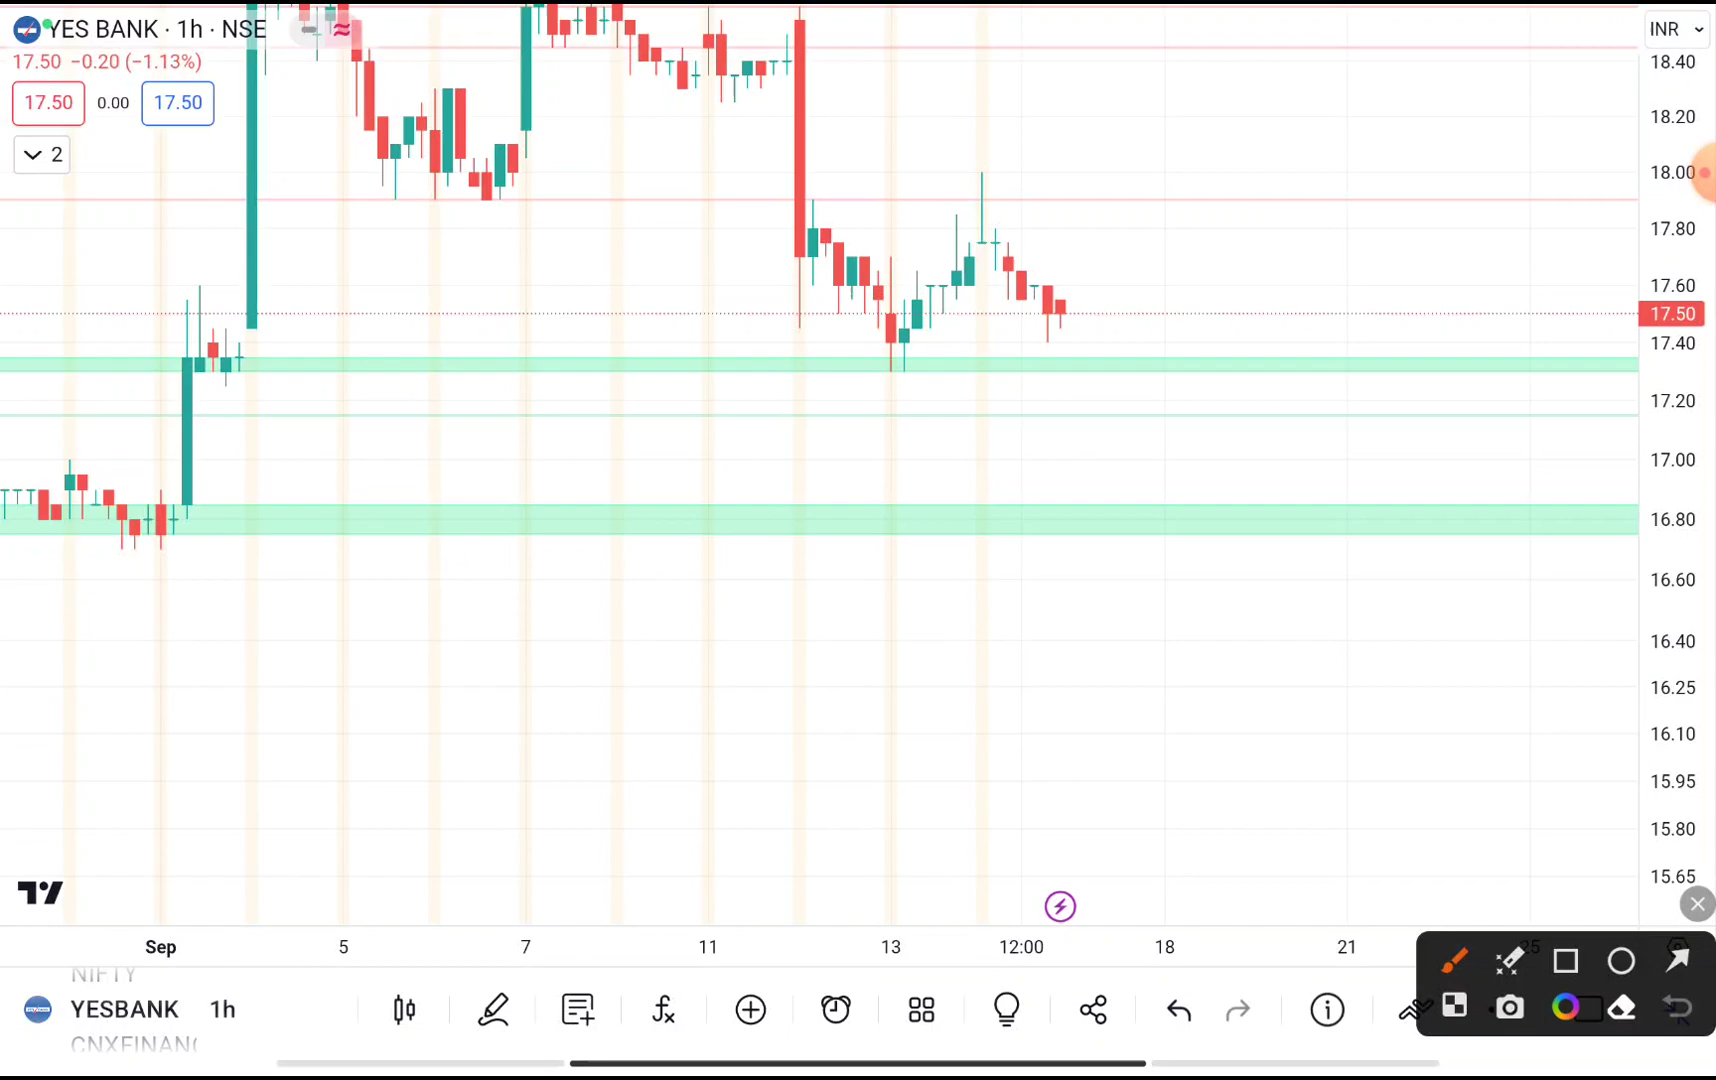 YES BANK · 1h · NSE
INR
17.50 −0.20 (−1.13%)
17.50 0.00 17.50
2
18.40
18.20
18.00
17.80
17.60
17.50
17.40
17.20
17.00
16.80
16.60
16.40
16.25
16.10
15.95
15.80
15.65
Sep 5 7 11 13 12:00 18 21 25
NIFTY
YESBANK 1h